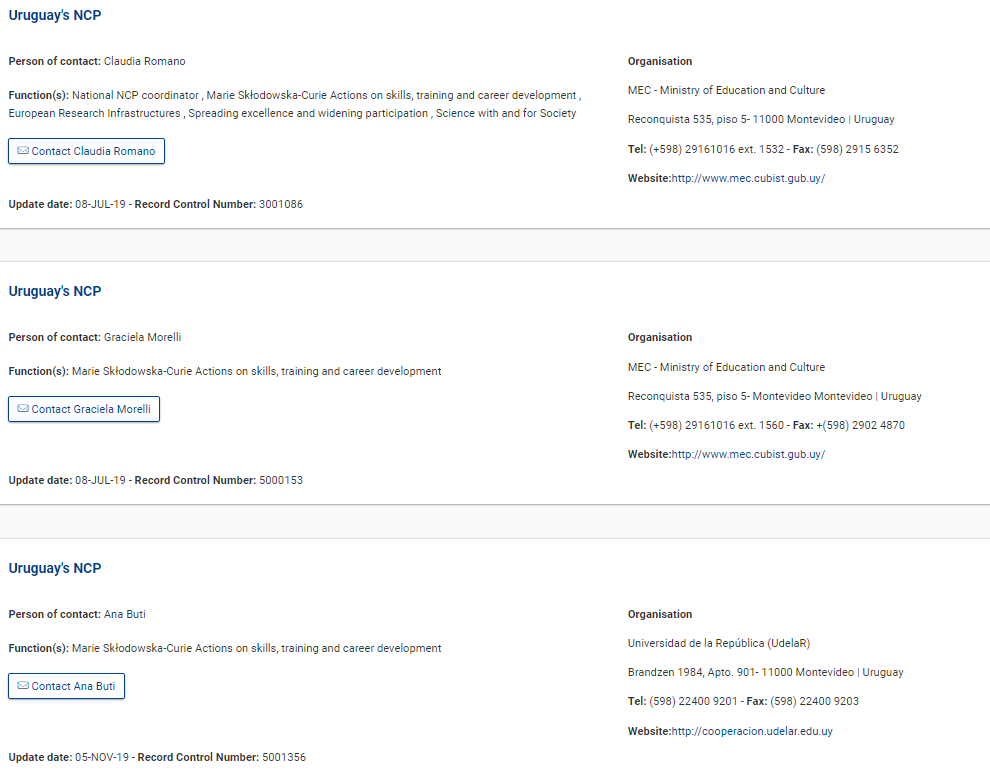 Uruguay's NCP
Person of contact: Claudia Romano
Function(s): National NCP coordinator , Marie Skłodowska-Curie Actions on skills, training and career development ,
European Research Infrastructures , Spreading excellence and widening participation , Science with and for Society
Contact Claudia Romano
Update date: 08-JUL-19 - Record Control Number: 3001086
Organisation
MEC - Ministry of Education and Culture
Reconquista 535, piso 5- 11000 Montevideo | Uruguay
Tel: (+598) 29161016 ext. 1532 - Fax: (598) 2915 6352
Website:http://www.mec.cubist.gub.uy/
Uruguay's NCP
Person of contact: Graciela Morelli
Function(s): Marie Skłodowska-Curie Actions on skills, training and career development
Contact Graciela Morelli
Update date: 08-JUL-19 - Record Control Number: 5000153
Organisation
MEC - Ministry of Education and Culture
Reconquista 535, piso 5- Montevideo Montevideo | Uruguay
Tel: (+598) 29161016 ext. 1560 - Fax: +(598) 2902 4870
Website:http://www.mec.cubist.gub.uy/
Uruguay's NCP
Person of contact: Ana Buti
Function(s): Marie Skłodowska-Curie Actions on skills, training and career development
Contact Ana Buti
Update date: 05-NOV-19 - Record Control Number: 5001356
Organisation
Universidad de la República (UdelaR)
Brandzen 1984, Apto. 901- 11000 Montevideo | Uruguay
Tel: (598) 22400 9201 - Fax: (598) 22400 9203
Website:http://cooperacion.udelar.edu.uy